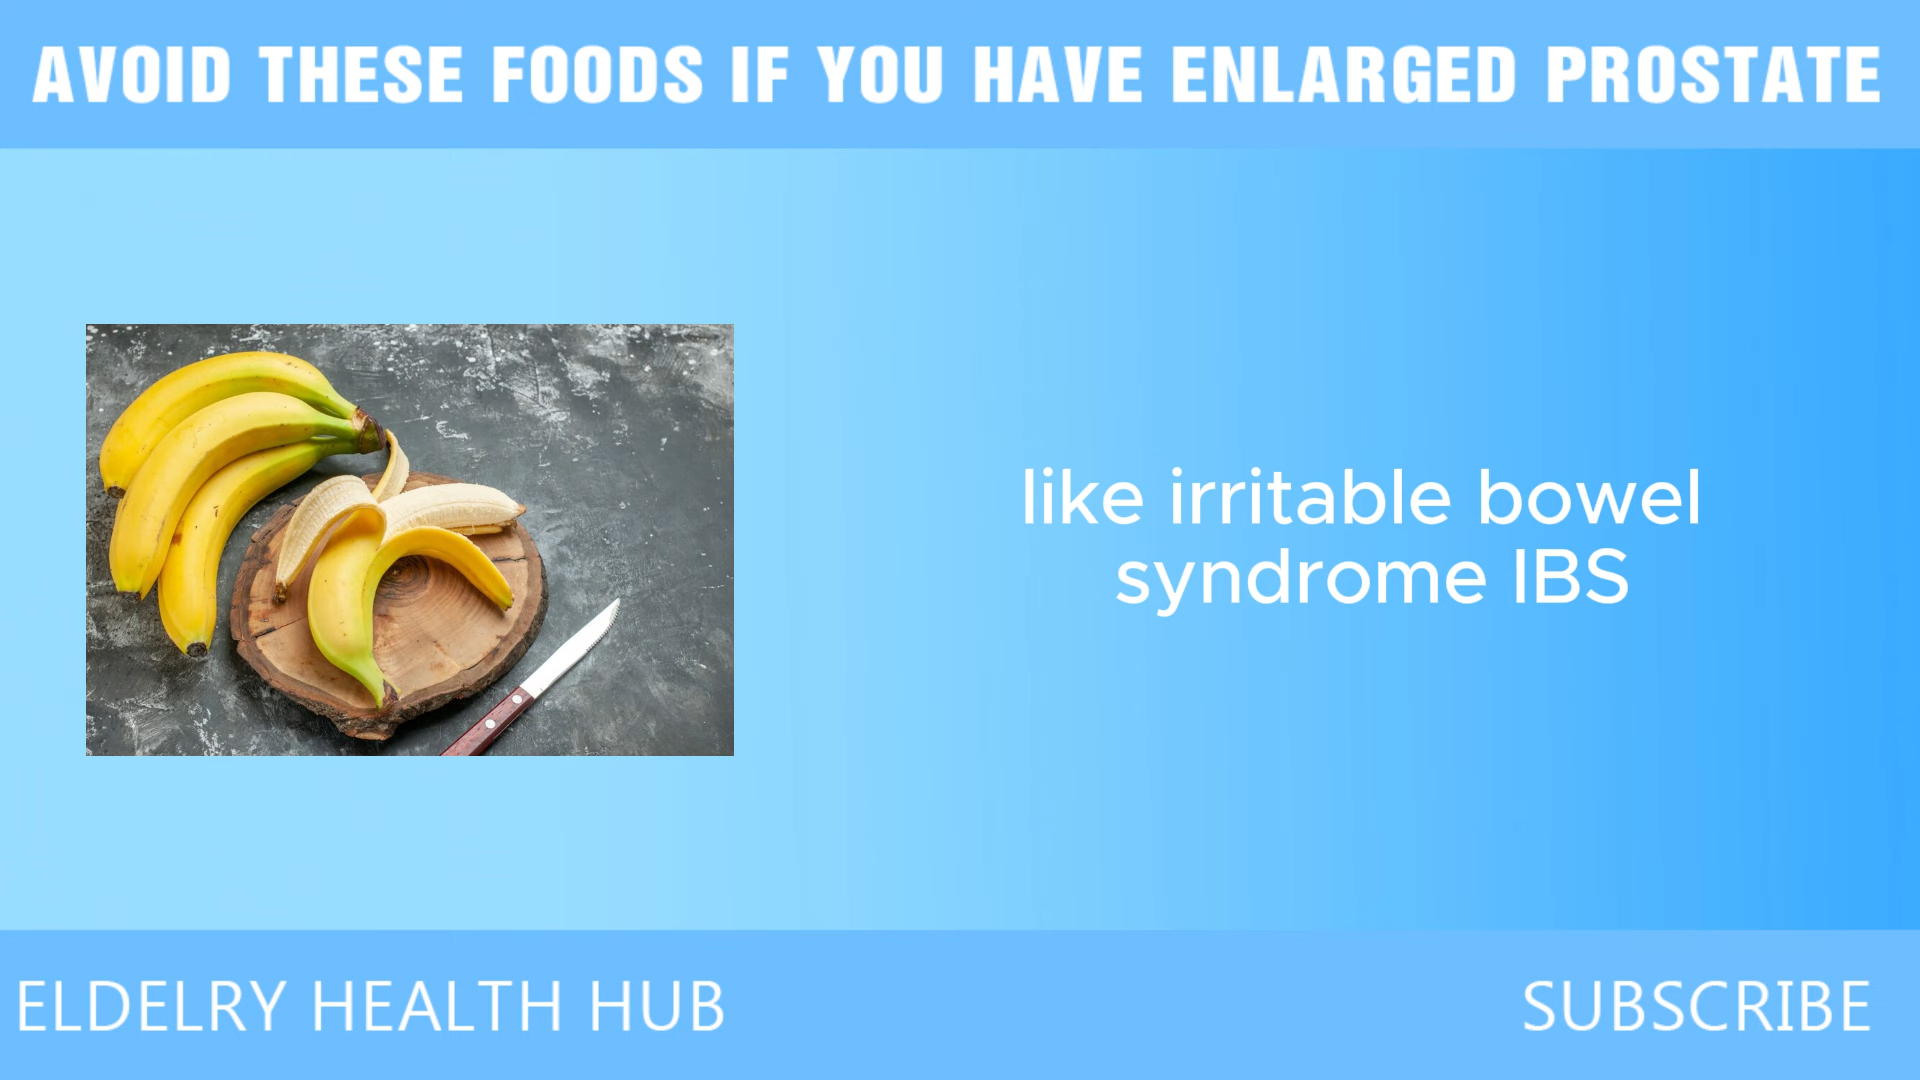 AVOID THESE FOODS IF YOU HAVE ENLARGED PROSTATE
like irritable bowel
syndrome IBS
ELDELRY HEALTH HUB
SUBSCRIBE